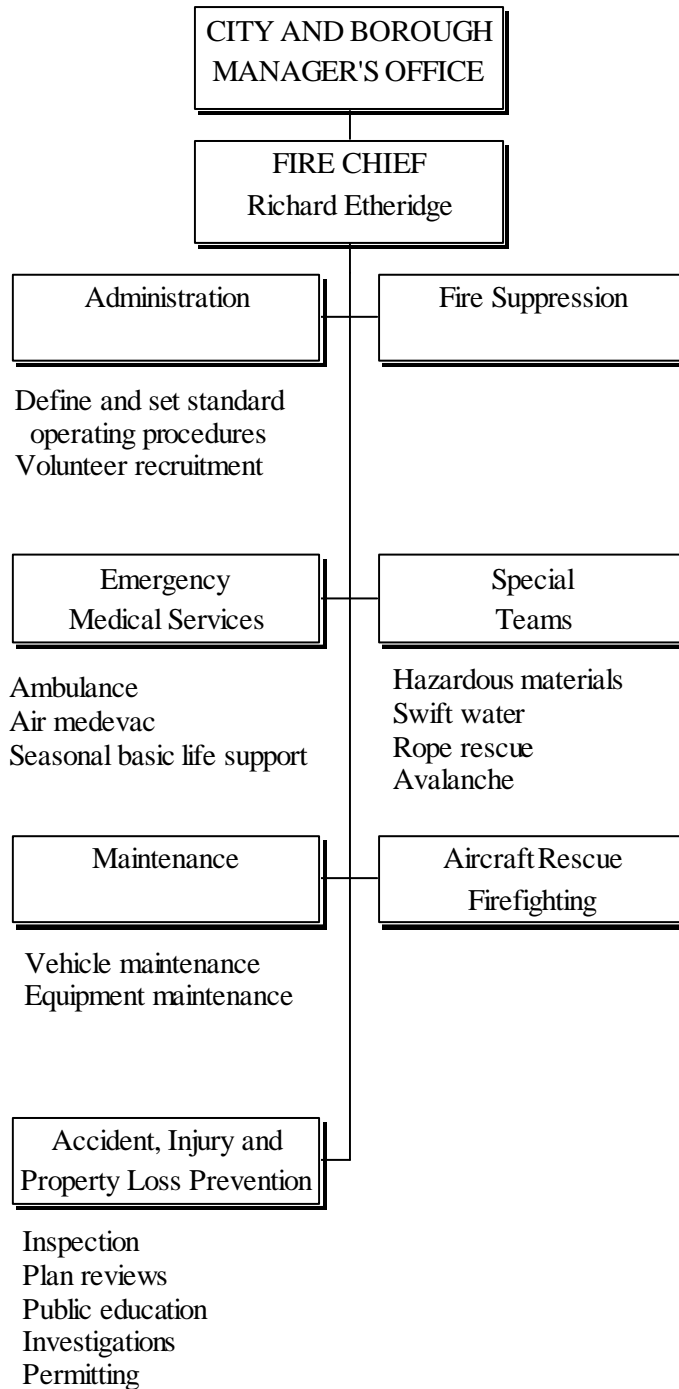 CITY AND BOROUGH
MANAGER'S OFFICE
FIRE CHIEF
Richard Etheridge
Administration
Define and set standard
operating procedures
Volunteer recruitment
Fire Suppression
Emergency
Medical Services
Ambulance
Air medevac
Seasonal basic life support
Special
Teams
Hazardous materials
Swift water
Rope rescue
Avalanche
Maintenance
Vehicle maintenance
Equipment maintenance
Aircraft Rescue
Firefighting
Accident, Injury and
Property Loss Prevention
Inspection
Plan reviews
Public education
Investigations
Permitting